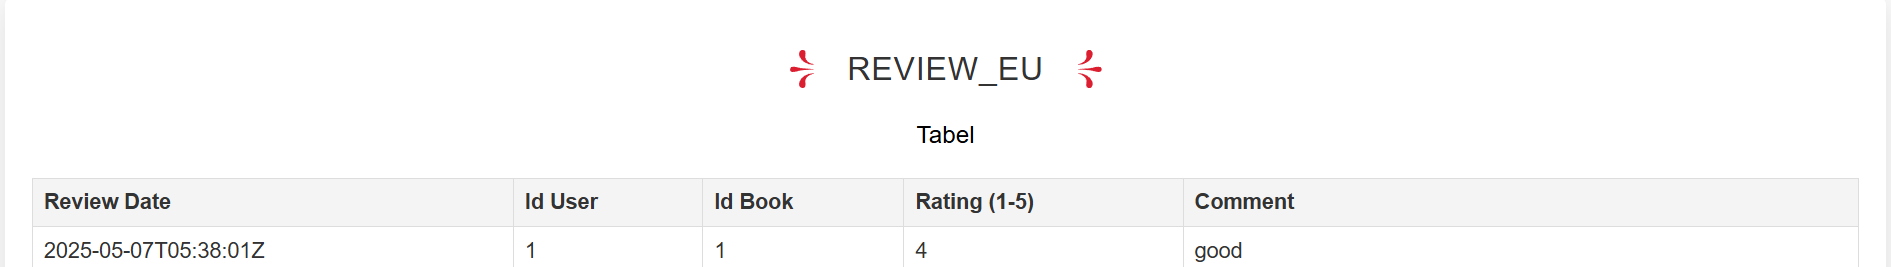 REVIEW_EU
Tabel
Review Date Id User Id Book Rating (1-5) Comment
2025-05-07T05:38:01Z 1 1 4 good